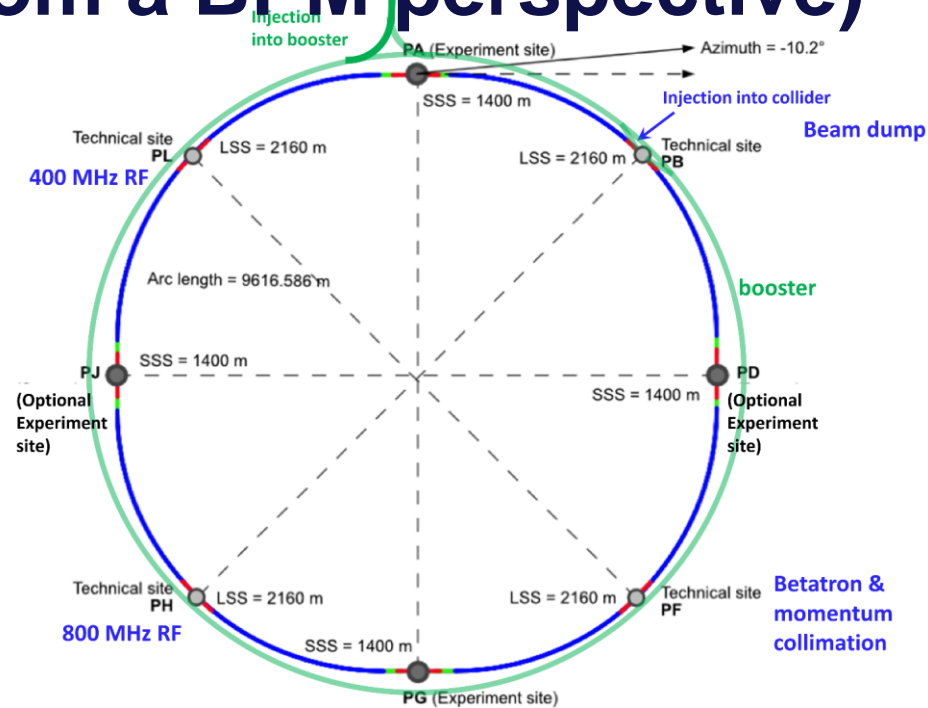 om a BPM perspective)
Injection
into booster
PA (Experiment site)
Azimuth = -10.2°
SSS = 1400 m
Injection into collider
Beam dump
Technical site
PL
LSS = 2160 m
400 MHz RF
LSS = 2160 m
Technical site
PB
Arc length = 9616.586 m
booster
PJ
SSS = 1400 m
(Optional
Experiment
site)
SSS = 1400 m
PD
(Optional
Experiment
site)
Technical site
PH
LSS = 2160 m
800 MHz RF
LSS = 2160 m
Technical site
PF
Betatron &
momentum
collimation
SSS = 1400 m
PG (Experiment site)